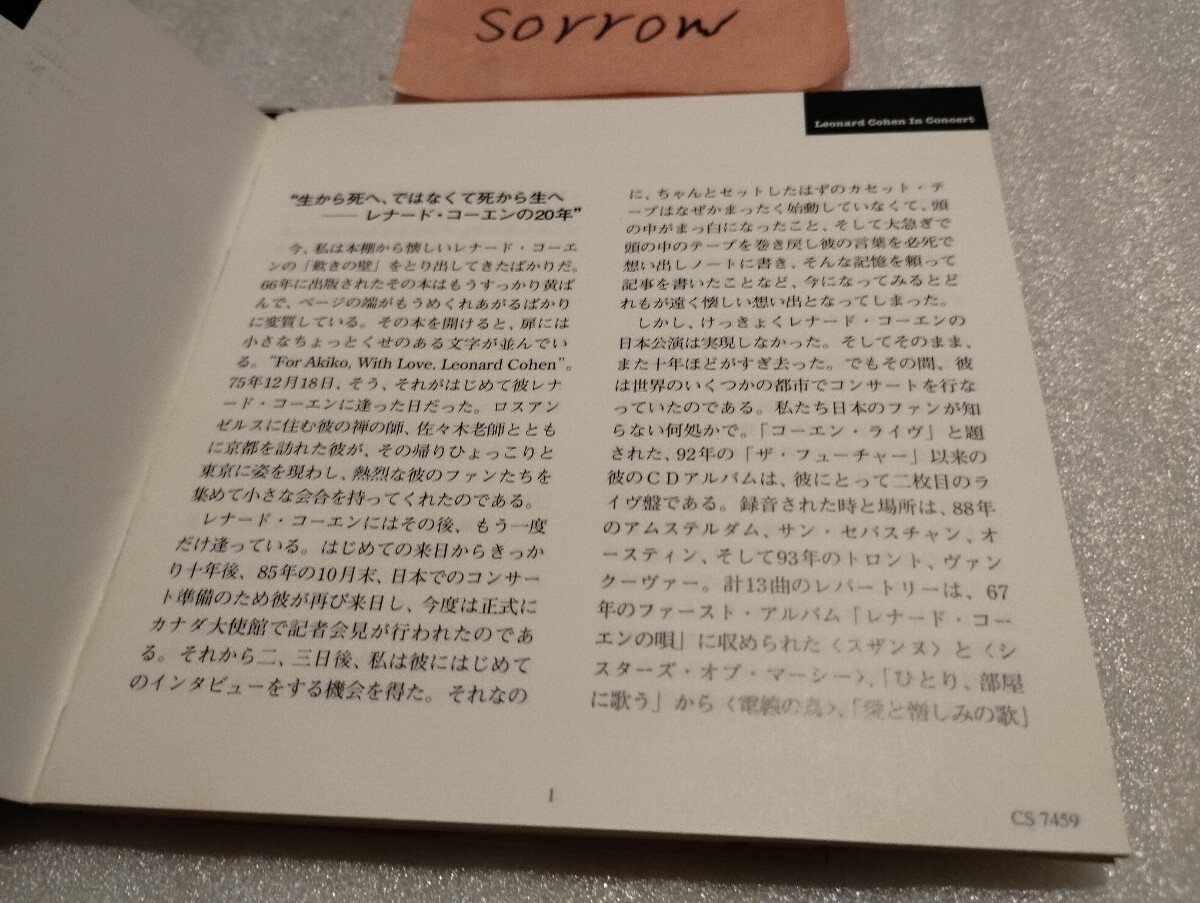 sorrow
Leonard Cohen In Concert
“生から死へ、ではなくて死から生へ
── レナード・コーエンの20年”
今、私は本棚から懐しいレナード・コーエ
ンの「歎きの壁」をとり出してきたばかりだ。
66年に出版されたその本はもうすっかり黄ば
んで、ページの端がもうめくれあがるばかり
に変質している。その本を開けると、扉には
小さなちょっとくせのある文字が並んでい
る。“For Akiko, With Love, Leonard Cohen”。
75年12月18日、そう、それがはじめて彼レナ
ード・コーエンに逢った日だった。ロスアン
ゼルスに住む彼の禅の師、佐々木老師ととも
に京都を訪れた彼が、その帰りひょっこりと
東京に姿を現わし、熱烈な彼のファンたちを
集めて小さな会合を持ってくれたのである。
レナード・コーエンにはその後、もう一度
だけ逢っている。はじめての来日からきっか
り十年後、85年の10月末、日本でのコンサー
ト準備のため彼が再び来日し、今度は正式に
カナダ大使館で記者会見が行われたのであ
る。それから二、三日後、私は彼にはじめて
のインタビューをする機会を得た。それなの
に、ちゃんとセットしたはずのカセット・テ
ープはなぜかまったく始動していなくて、頭
の中がまっ白になったこと、そして大急ぎで
頭の中のテープを巻き戻し彼の言葉を必死で
想い出しノートに書き、そんな記憶を頼って
記事を書いたことなど、今になってみるとど
れもが遠く懐しい想い出となってしまった。
しかし、けっきょくレナード・コーエンの
日本公演は実現しなかった。そしてそのまま、
また十年ほどがすぎ去った。でもその間、彼
は世界のいくつかの都市でコンサートを行な
っていたのである。私たち日本のファンが知
らない何処かで。「コーエン・ライヴ」と題
された、92年の「ザ・フューチャー」以来の
彼のCDアルバムは、彼にとって二枚目のラ
イヴ盤である。録音された時と場所は、88年
のアムステルダム、サン・セバスチャン、オ
ースティン、そして93年のトロント、ヴァン
クーヴァー。計13曲のレパートリーは、67
年のファースト・アルバム「レナード・コー
エンの唄」に収められた〈スザンヌ〉と〈シ
スターズ・オブ・マーシー〉、「ひとり、部屋
に歌う」から〈電線の鳥〉、「愛と憎しみの歌」
1
CS 7459